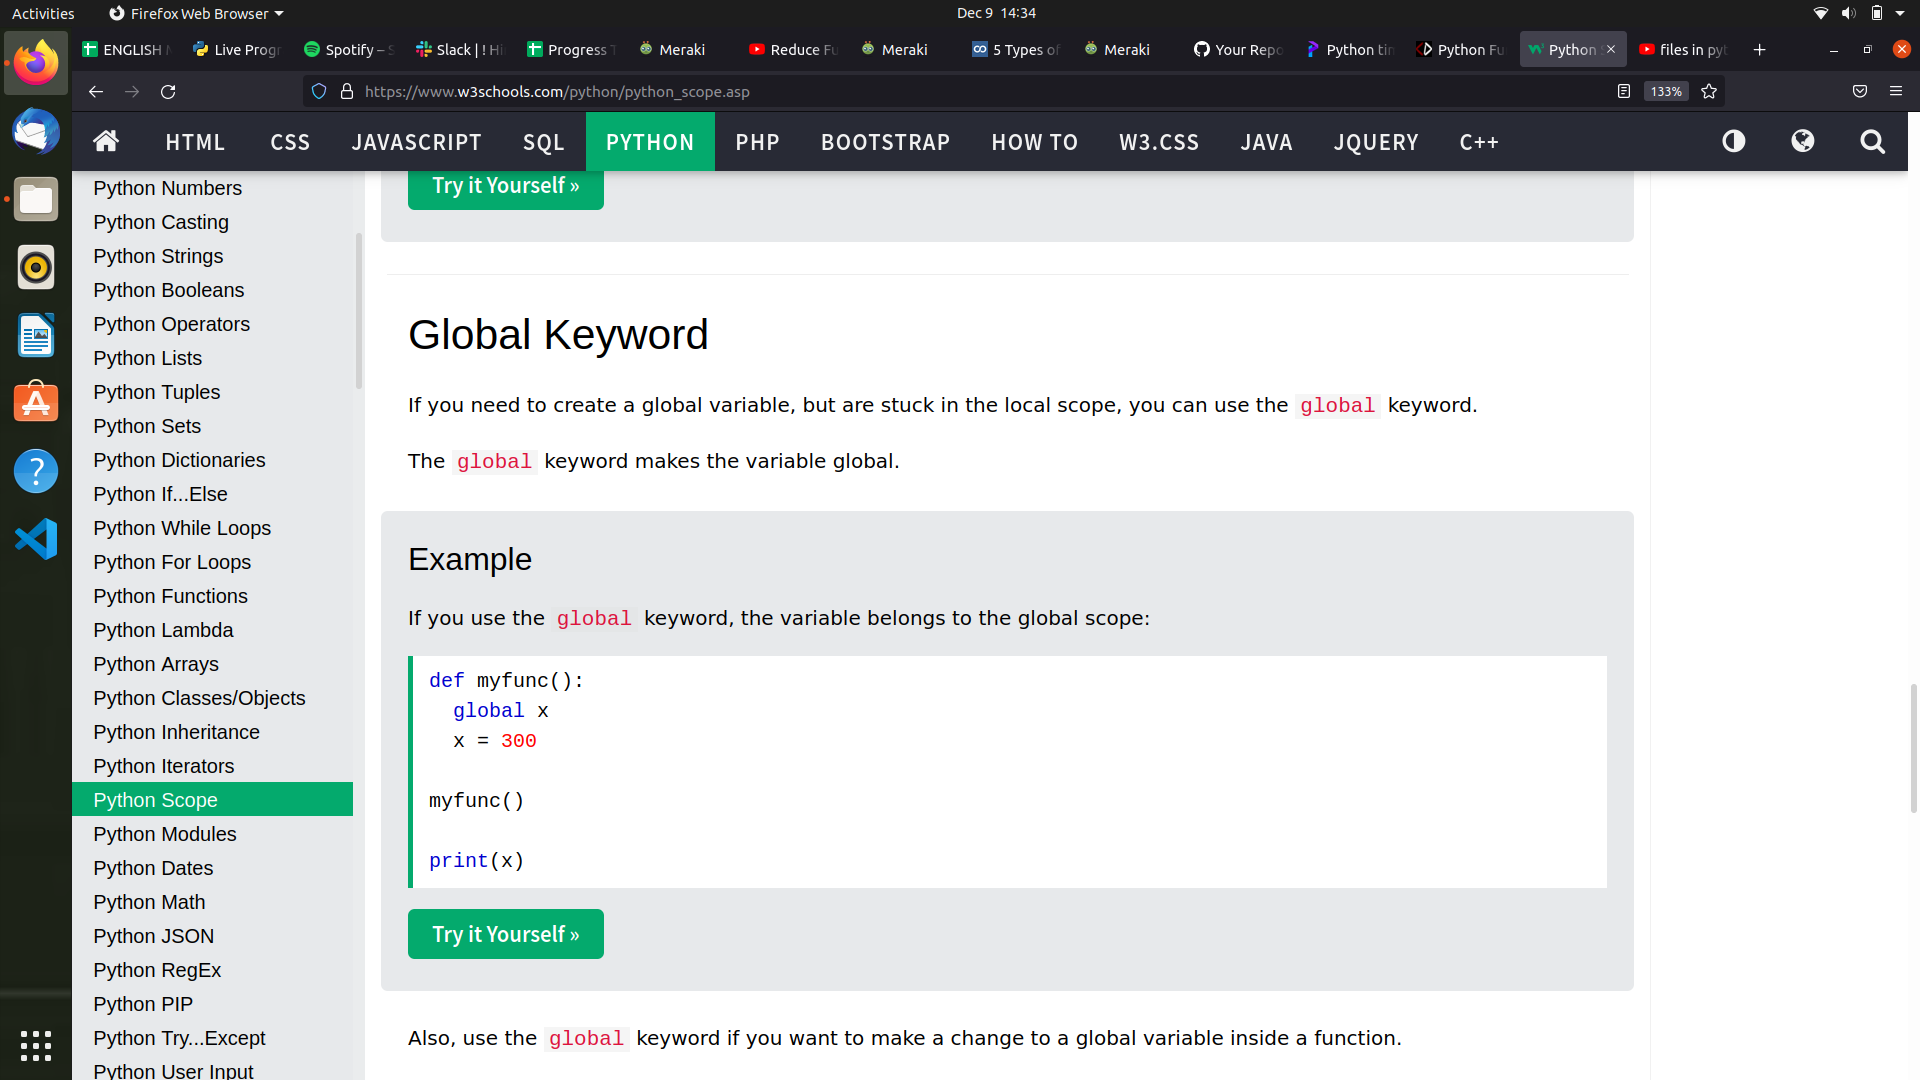 Activities
Firefox Web Browser
Dec 9 14:34
ENGLISH
Live Progr
Spotify –
Slack | ! Hi
Progress
Meraki
Reduce Fu
Meraki
5 Types of
Meraki
Your Repo
Python tin
Python Fu
Python
files in pyt
https://www.w3schools.com/python/python_scope.asp
133%
HTML
CSS
JAVASCRIPT
SQL
PYTHON
PHP
BOOTSTRAP
HOW TO
W3.CSS
JAVA
JQUERY
C++
Python Numbers
Python Casting
Python Strings
Python Booleans
Python Operators
Python Lists
Python Tuples
Python Sets
Python Dictionaries
Python If...Else
Python While Loops
Python For Loops
Python Functions
Python Lambda
Python Arrays
Python Classes/Objects
Python Inheritance
Python Iterators
Python Scope
Python Modules
Python Dates
Python Math
Python JSON
Python RegEx
Python PIP
Python Try...Except
Python User Input
Try it Yourself »
Global Keyword
If you need to create a global variable, but are stuck in the local scope, you can use the global keyword.
The global keyword makes the variable global.
Example
If you use the global keyword, the variable belongs to the global scope:
def myfunc():
  global x
  x = 300
myfunc()
print(x)
Try it Yourself »
Also, use the global keyword if you want to make a change to a global variable inside a function.